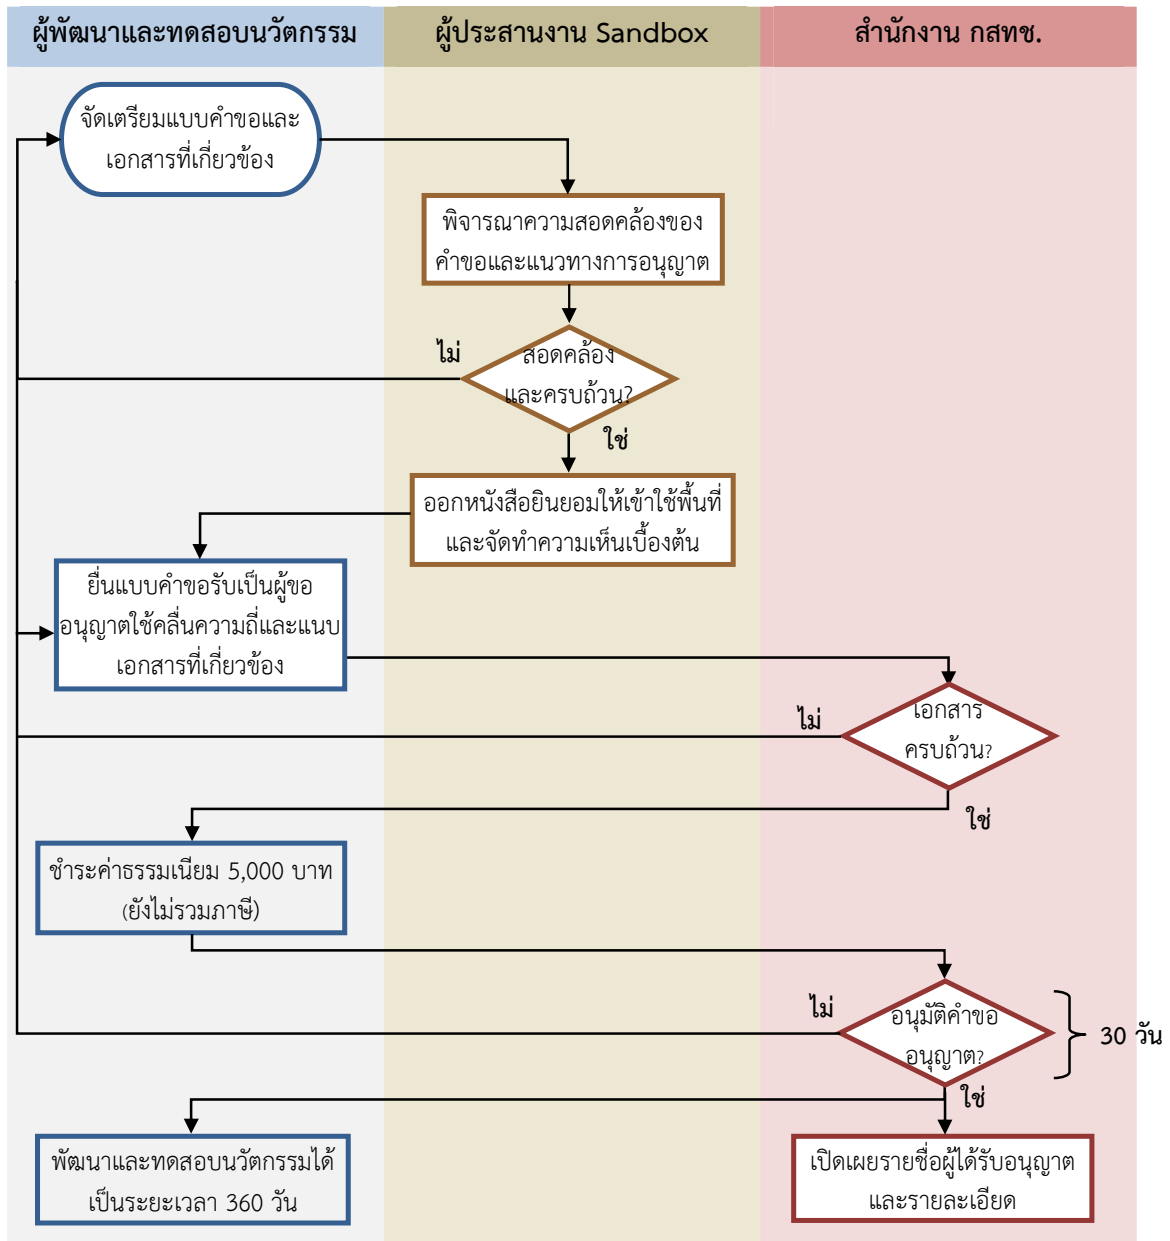 ผู้พัฒนาและทดสอบนวัตกรรม
ผู้ประสานงาน Sandbox
สำนักงาน กสทช.
จัดเตรียมแบบคำขอและ
เอกสารที่เกี่ยวข้อง
พิจารณาความสอดคล้องของ
คำขอและแนวทางการอนุญาต
สอดคล้อง
และครบถ้วน?
ไม่
ใช่
ออกหนังสือยินยอมให้เข้าใช้พื้นที่
และจัดทำความเห็นเบื้องต้น
ยื่นแบบคำขอรับเป็นผู้ขอ
อนุญาตใช้คลื่นความถี่และแนบ
เอกสารที่เกี่ยวข้อง
เอกสาร
ครบถ้วน?
ไม่
ใช่
ชำระค่าธรรมเนียม 5,000 บาท
(ยังไม่รวมภาษี)
อนุมัติคำขอ
อนุญาต?
ไม่
30 วัน
ใช่
พัฒนาและทดสอบนวัตกรรมได้
เป็นระยะเวลา 360 วัน
เปิดเผยรายชื่อผู้ได้รับอนุญาต
และรายละเอียด